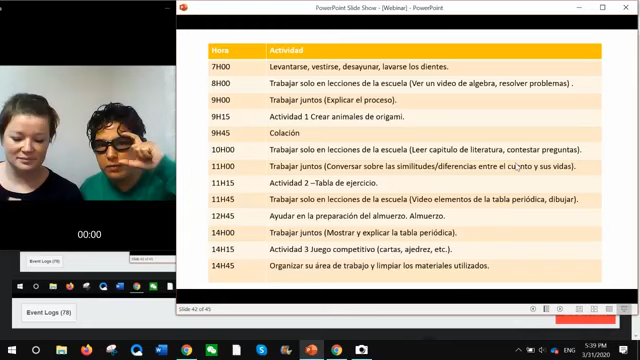 PowerPoint Slide Show - [Webinar] - PowerPoint
Hora Actividad
7H00 Levantarse, vestirse, desayunar, lavarse los dientes.
8H00 Trabajar solo en lecciones de la escuela (Ver un video de algebra, resolver problemas) .
9H00 Trabajar juntos (Explicar el proceso).
9H15 Actividad 1 Crear animales de origami.
9H45 Colación
10H00 Trabajar solo en lecciones de la escuela (Leer capitulo de literatura, contestar preguntas).
11H00 Trabajar juntos (Conversar sobre las similitudes/diferencias entre el cuento y sus vidas).
11H15 Actividad 2 –Tabla de ejercicio.
11H45 Trabajar solo en lecciones de la escuela (Video elementos de la tabla periódica, dibujar).
12H45 Ayudar en la preparación del almuerzo. Almuerzo.
14H00 Trabajar juntos (Mostrar y explicar la tabla periódica).
14H15 Actividad 3 Juego competitivo (cartas, ajedrez, etc.).
14H45 Organizar su área de trabajo y limpiar los materiales utilizados.
00:00
Event Logs (78)
Slide 42 of 45
Event Logs (78)
ENG
5:39 PM
3/31/2020